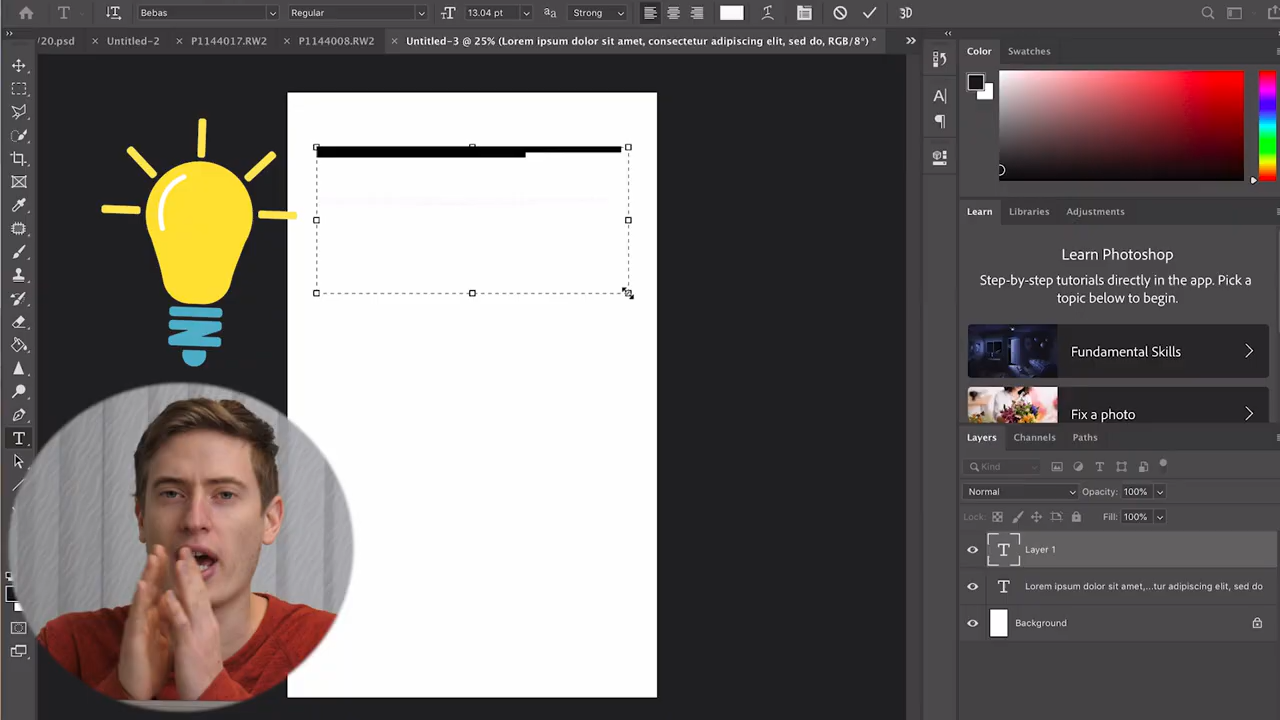 T
Bebas
Regular
13.04 pt
aa
Strong
3D
/20.psd
Untitled-2
P1144017.RW2
P1144008.RW2
Untitled-3 @ 25% (Lorem ipsum dolor sit amet, consectetur adipiscing elit, sed do, RGB/8*) *
Color
Swatches
Learn
Libraries
Adjustments
Learn Photoshop
Step-by-step tutorials directly in the app. Pick a
topic below to begin.
Fundamental Skills
Fix a photo
Layers
Channels
Paths
Kind
Normal
Opacity: 100%
Lock:
Fill: 100%
T
Layer 1
T
Lorem ipsum dolor sit amet,...tur adipiscing elit, sed do
Background